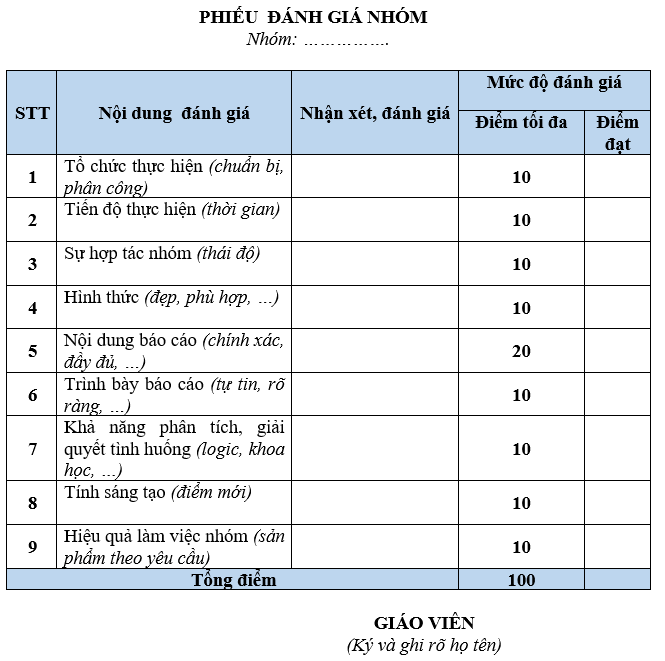 PHIẾU ĐÁNH GIÁ NHÓM
Nhóm: …………….
STT
Nội dung đánh giá
Nhận xét, đánh giá
Mức độ đánh giá
Điểm tối đa
Điểm
đạt
1
Tổ chức thực hiện (chuẩn bị,
phân công)
10
2
Tiến độ thực hiện (thời gian)
10
3
Sự hợp tác nhóm (thái độ)
10
4
Hình thức (đẹp, phù hợp, …)
10
5
Nội dung báo cáo (chính xác,
đầy đủ, …)
20
6
Trình bày báo cáo (tự tin, rõ
ràng, …)
10
7
Khả năng phân tích, giải
quyết tình huống (logic, khoa
học, …)
10
8
Tính sáng tạo (điểm mới)
10
9
Hiệu quả làm việc nhóm (sản
phẩm theo yêu cầu)
10
Tổng điểm
100
GIÁO VIÊN
(Ký và ghi rõ họ tên)